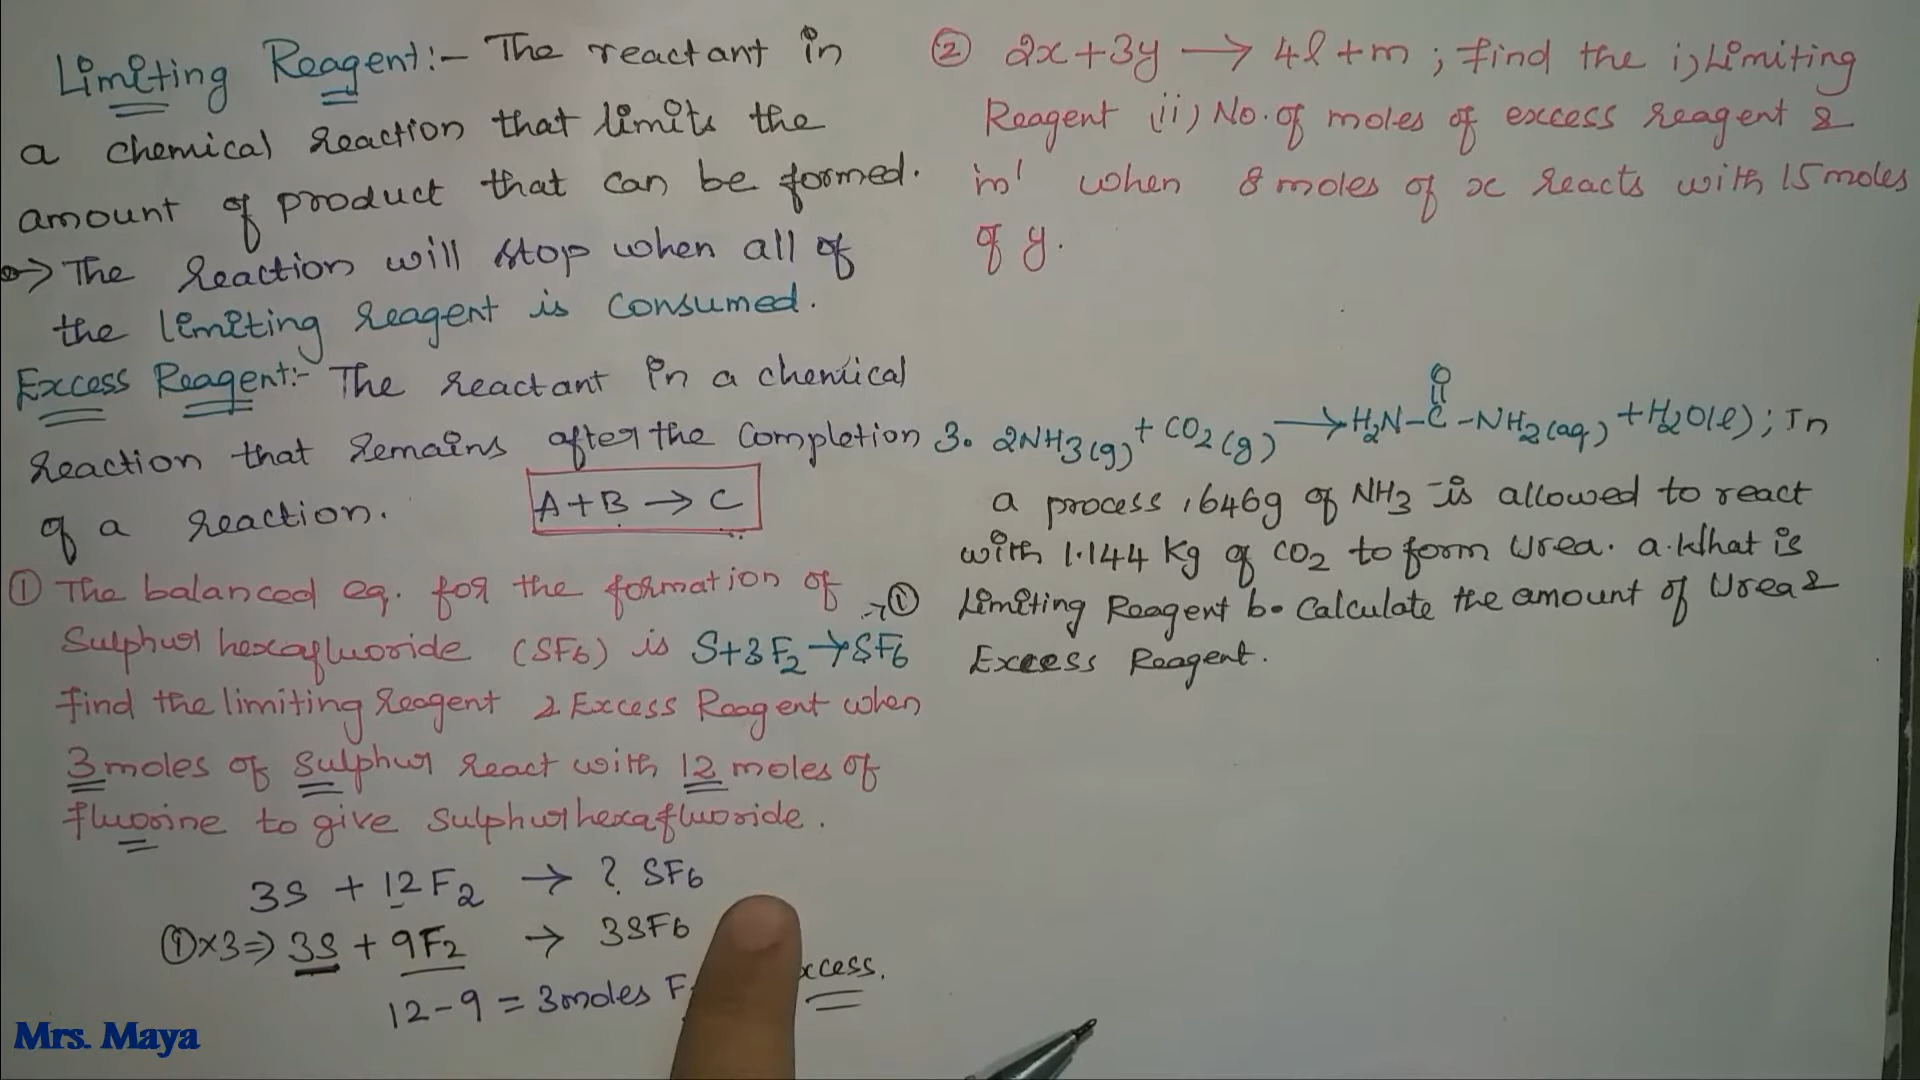 Limiting Reagent:- The reactant in
a chemical reaction that limits the
amount of product that can be formed.
→ The reaction will stop when all of
the limiting reagent is consumed.
Excess Reagent:- The reactant in a chemical
reaction that remains after the completion
of a reaction.
A+B → C
① The balanced eq. for the formation of
Sulphur hexafluoride (SF6) is S+3F2→SF6 →①
find the limiting reagent & Excess Reagent when
3 moles of Sulphur react with 12 moles of
fluorine to give sulphurhexafluoride.
3S + 12F2 → ? SF6
①×3⇒ 3S + 9F2 → 3SF6
12-9 = 3moles F xcess.
② 2x+3y → 4l+m ; find the i) Limiting
Reagent ii) No. of moles of excess reagent &
'm' when 8 moles of x reacts with 15 moles
of y.
O
3. 2NH3(g) + CO2(g) → H2N-C-NH2(aq) + H2O(l) ; In
a process, 646g of NH3 is allowed to react
with 1.144 Kg of CO2 to form Urea. a. What is
Limiting Reagent b. Calculate the amount of Urea &
Excess Reagent.
Mrs. Maya